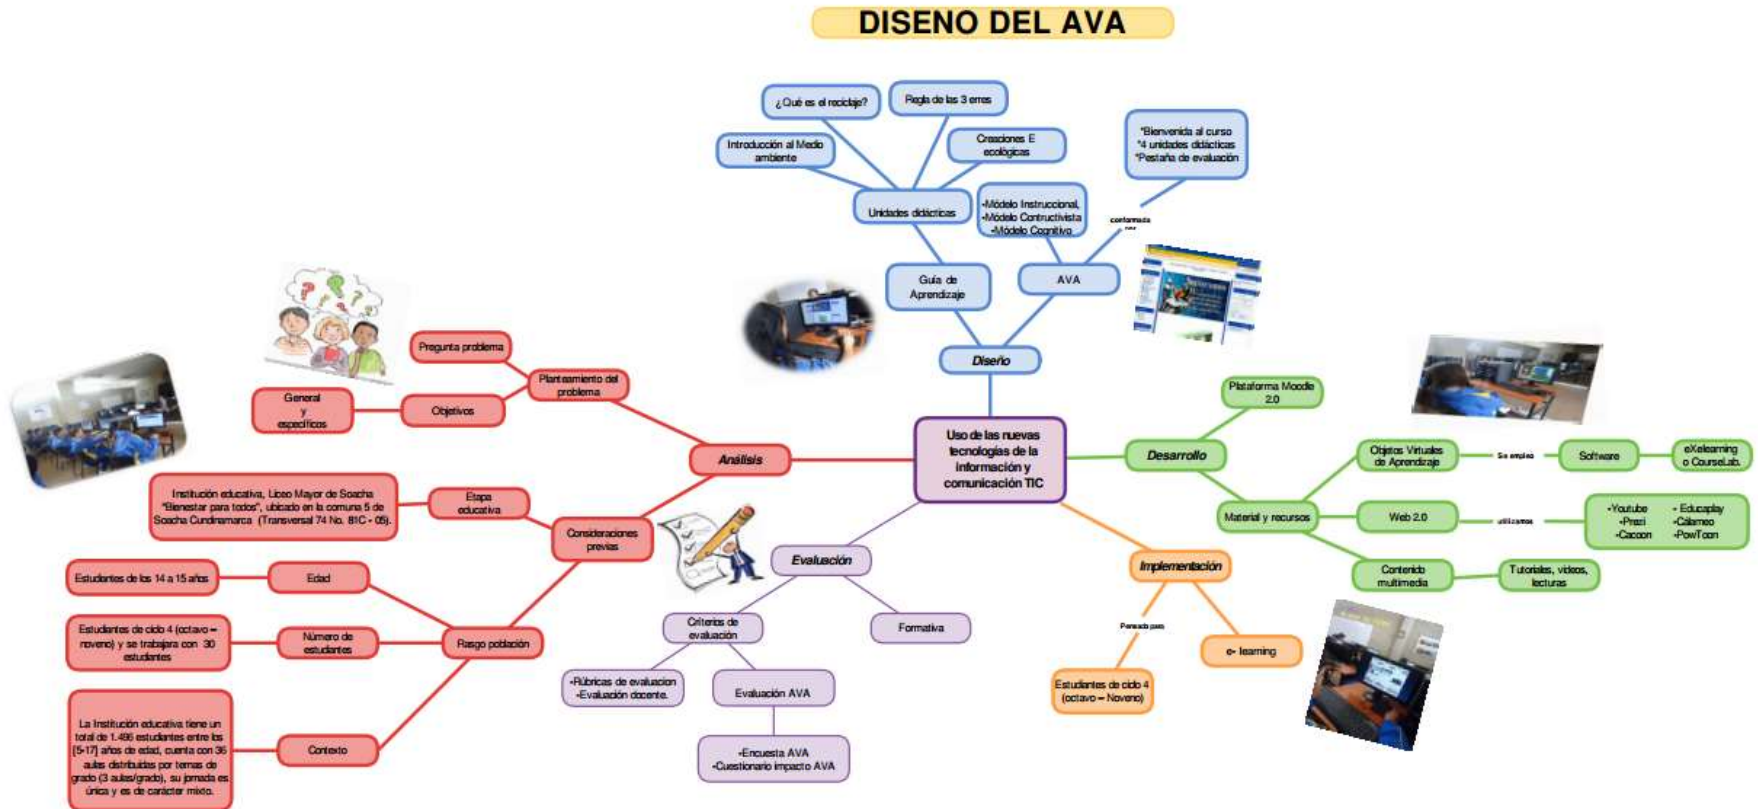 DISENO DEL AVA
¿Qué es el reciclaje?
Regla de las 3 erres
Introducción al Medio
ambiente
Creaciones E
ecológicas
Unidades didácticas
Guía de
Aprendizaje
*Bienvenida al curso
*4 unidades didácticas
*Pestaña de evaluación
•Módelo Instruccional,
•Módelo Contructivista
•Módelo Cognitivo
conformada
AVA
Diseño
Uso de las nuevas
tecnologías de la
información y
comunicación TIC
Análisis
Planteamiento del
problema
Pregunta problema
Objetivos
General
y
específicos
Consideraciones
previas
Etapa
educativa
Institución educativa, Liceo Mayor de Soacha
"Bienestar para todos", ubicado en la comuna 5 de
Soacha Cundinamarca (Transversal 74 No. 81C - 05).
Rasgo población
Edad
Estudiantes de los 14 a 15 años
Número de
estudiantes
Estudiantes de ciclo 4 (octavo –
noveno) y se trabajara con 30
estudiantes
Contexto
La Institución educativa tiene un
total de 1.496 estudiantes entre los
[5-17] años de edad, cuenta con 36
aulas distribuidas por ternas de
grado (3 aulas/grado), su jornada es
única y es de carácter mixto.
Evaluación
Criterios de
evaluación
Formativa
•Rúbricas de evaluacion
•Evaluación docente.
Evaluación AVA
•Encuesta AVA
•Cuestionario impacto AVA
Implementación
Pensado para
Estudiantes de ciclo 4
(octavo – Noveno)
e- learning
Desarrollo
Plataforma Moodle
2.0
Material y recursos
Objetos Virtuales
de Aprendizaje
Se empleo
Software
eXelearning
o CourseLab.
Web 2.0
utilizamos
•Youtube • Educaplay
•Prezi •Cálameo
•Cacoon •PowToon
Contenido
multimedia
Tutoriales, videos,
lecturas